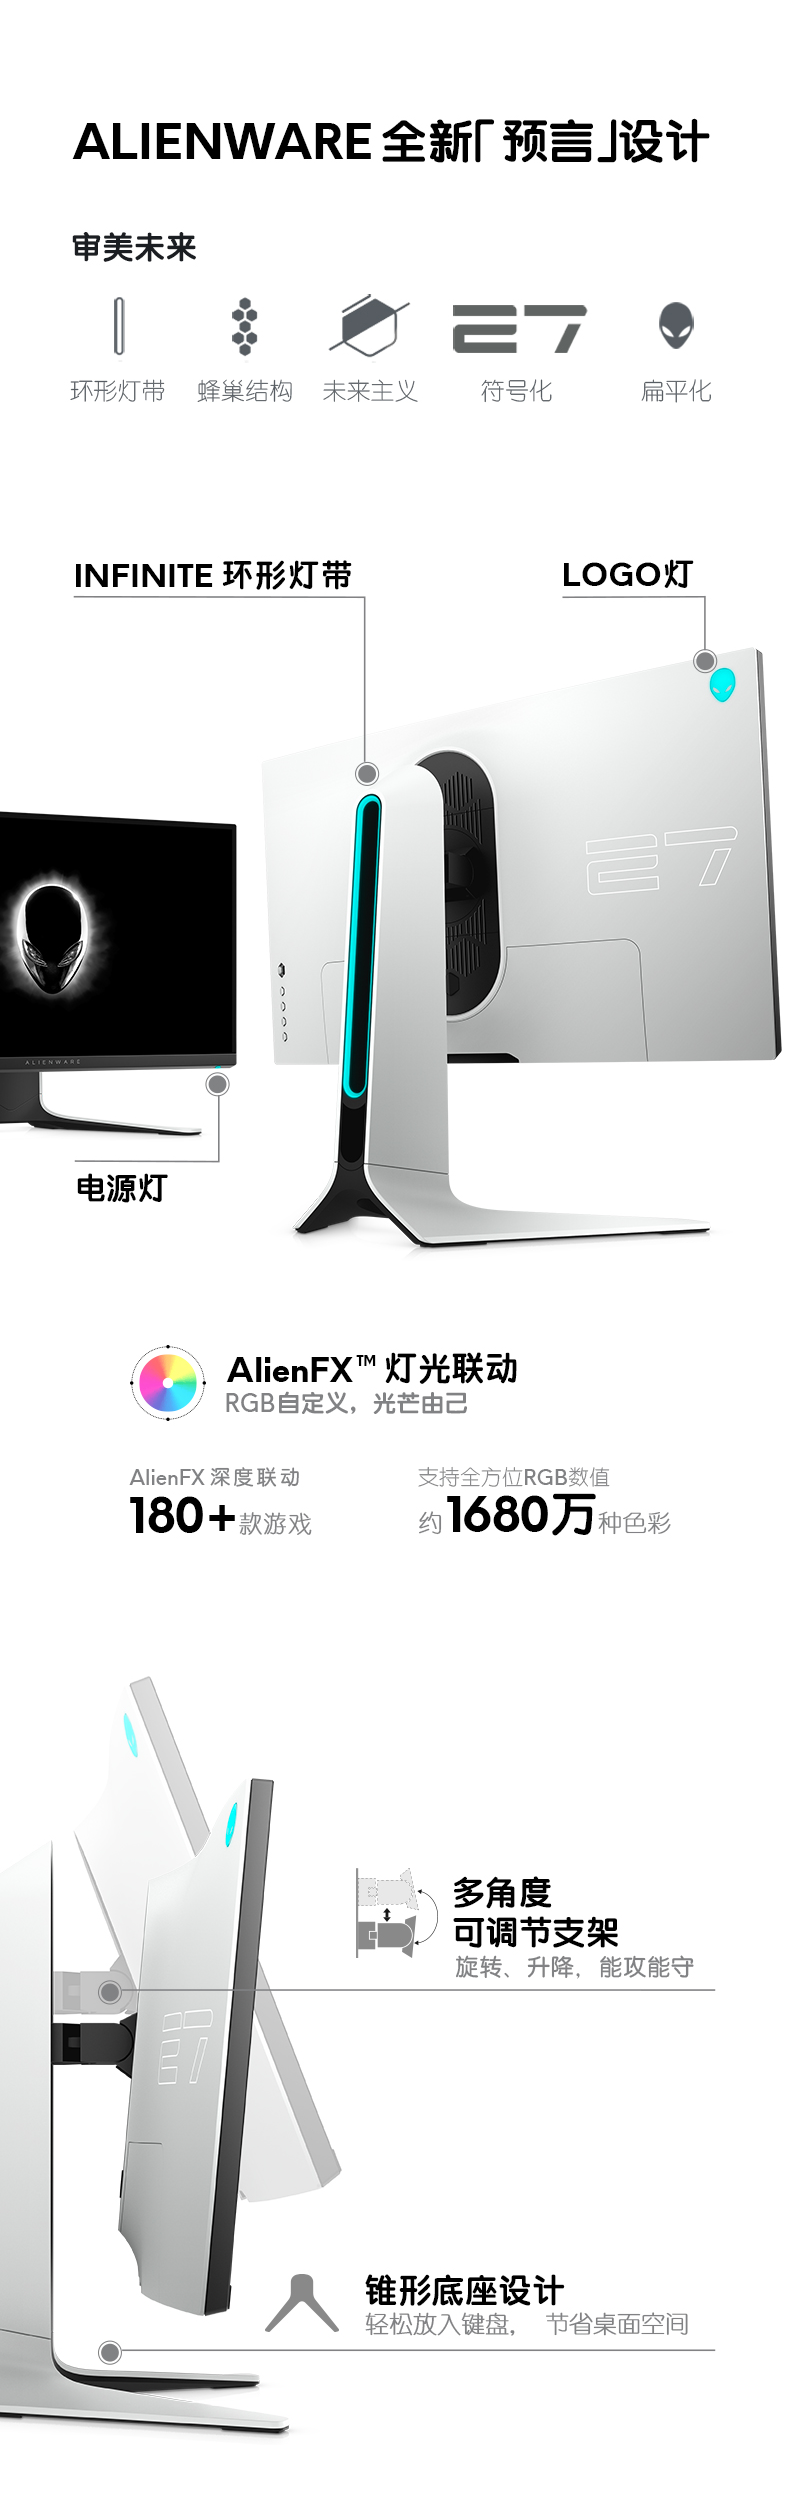 ALIENWARE 全新「预言」设计
审美未来
27
环形灯带 蜂巢结构 未来主义 符号化 扁平化
INFINITE 环形灯带
LOGO灯
27
ALIENWARE
电源灯
AlienFX™ 灯光联动
RGB自定义，光芒由己
AlienFX 深度联动
180+款游戏
支持全方位RGB数值
约1680万种色彩
多角度
可调节支架
旋转、升降，能攻能守
27
锥形底座设计
轻松放入键盘， 节省桌面空间